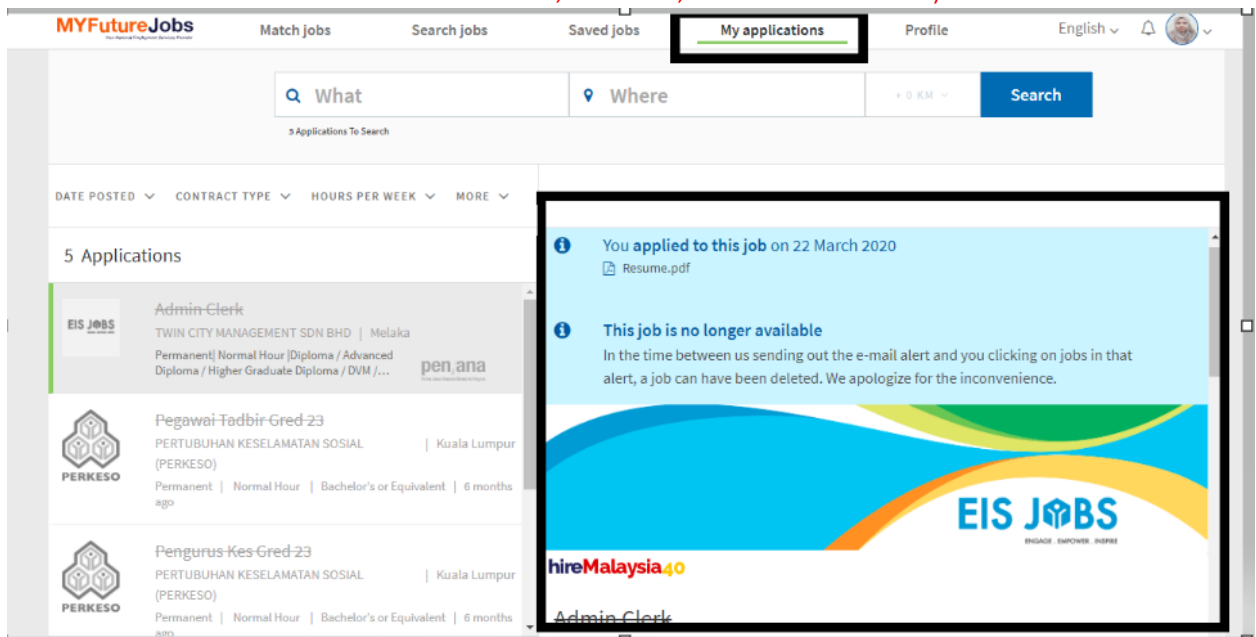 MYFutureJobs
Match jobs
Search jobs
Saved jobs
My applications
Profile
English
What
Where
+ 0 KM
Search
5 Applications To Search
DATE POSTED
CONTRACT TYPE
HOURS PER WEEK
MORE
5 Applications
EIS JOBS
Admin Clerk
TWIN CITY MANAGEMENT SDN BHD | Melaka
Permanent| Normal Hour |Diploma / Advanced
Diploma / Higher Graduate Diploma / DVM /...
penjana
PERKESO
Pegawai Tadbir Gred 23
PERTUBUHAN KESELAMATAN SOSIAL | Kuala Lumpur
(PERKESO)
Permanent | Normal Hour | Bachelor's or Equivalent | 6 months
ago
PERKESO
Pengurus Kes Gred 23
PERTUBUHAN KESELAMATAN SOSIAL | Kuala Lumpur
(PERKESO)
Permanent | Normal Hour | Bachelor's or Equivalent | 6 months
ago
You applied to this job on 22 March 2020
Resume.pdf
This job is no longer available
In the time between us sending out the e-mail alert and you clicking on jobs in that
alert, a job can have been deleted. We apologize for the inconvenience.
EIS JOBS
ENGAGE . EMPOWER . INSPIRE
hireMalaysia40
Admin Clerk